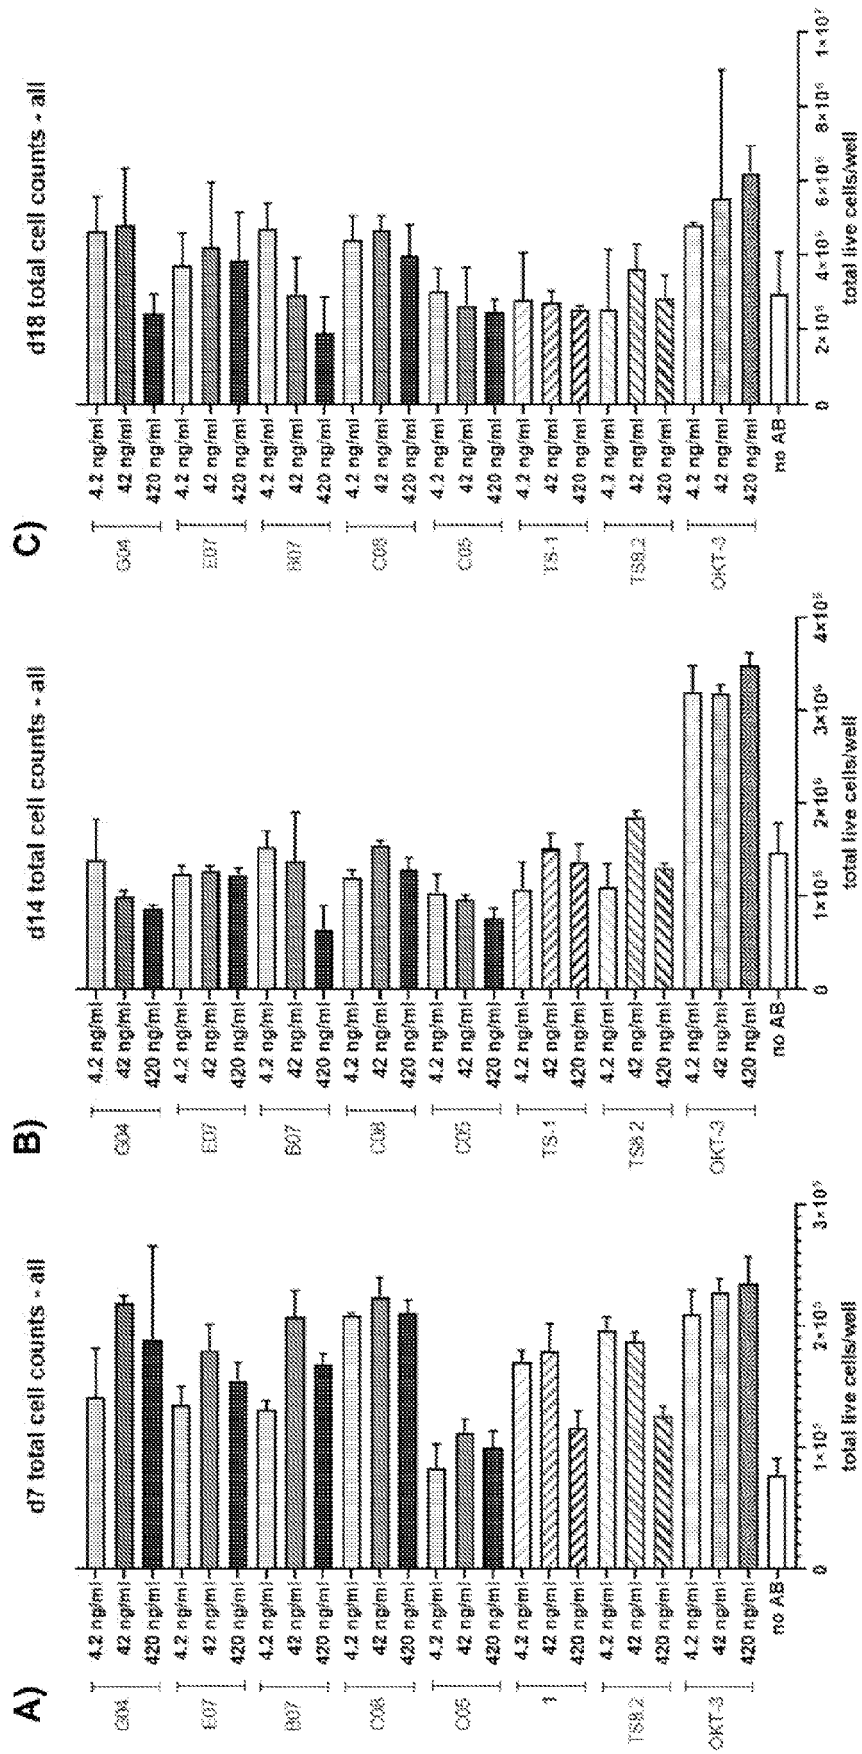 A)
d7 total cell counts - all
G04
4.2 ng/ml
42 ng/ml
420 ng/ml
E07
4.2 ng/ml
42 ng/ml
420 ng/ml
B07
4.2 ng/ml
42 ng/ml
420 ng/ml
C08
4.2 ng/ml
42 ng/ml
420 ng/ml
C05
4.2 ng/ml
42 ng/ml
420 ng/ml
1
4.2 ng/ml
42 ng/ml
420 ng/ml
TS8.2
4.2 ng/ml
42 ng/ml
420 ng/ml
OKT-3
4.2 ng/ml
42 ng/ml
420 ng/ml
no AB
0 1×10⁵ 2×10⁵ 3×10⁵
total live cells/well
B)
d14 total cell counts - all
G04
4.2 ng/ml
42 ng/ml
420 ng/ml
E07
4.2 ng/ml
42 ng/ml
420 ng/ml
B07
4.2 ng/ml
42 ng/ml
420 ng/ml
C08
4.2 ng/ml
42 ng/ml
420 ng/ml
C05
4.2 ng/ml
42 ng/ml
420 ng/ml
TS-1
4.2 ng/ml
42 ng/ml
420 ng/ml
TS8.2
4.2 ng/ml
42 ng/ml
420 ng/ml
OKT-3
4.2 ng/ml
42 ng/ml
420 ng/ml
no AB
0 1×10⁶ 2×10⁶ 3×10⁶ 4×10⁶
total live cells/well
C)
d18 total cell counts - all
G04
4.2 ng/ml
42 ng/ml
420 ng/ml
E07
4.2 ng/ml
42 ng/ml
420 ng/ml
B07
4.2 ng/ml
42 ng/ml
420 ng/ml
C08
4.2 ng/ml
42 ng/ml
420 ng/ml
C05
4.2 ng/ml
42 ng/ml
420 ng/ml
TS-1
4.2 ng/ml
42 ng/ml
420 ng/ml
TS8.2
4.2 ng/ml
42 ng/ml
420 ng/ml
OKT-3
4.2 ng/ml
42 ng/ml
420 ng/ml
no AB
0 2×10⁶ 4×10⁶ 6×10⁶ 8×10⁶ 1×10⁷
total live cells/well